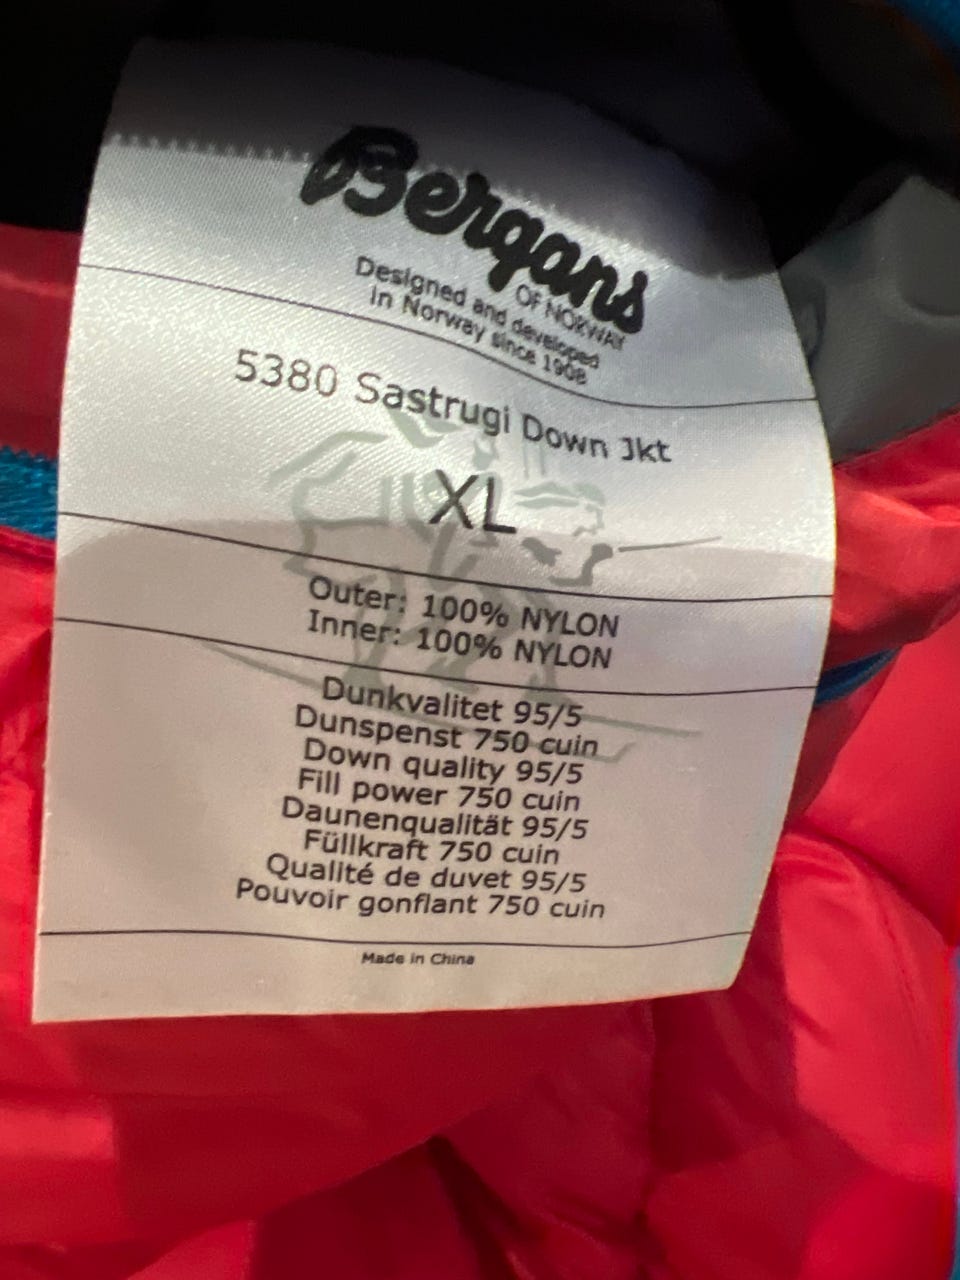 Bergans
OF NORWAY
Designed and developed
in Norway since 1908
5380 Sastrugi Down Jkt
XL
Outer: 100% NYLON
Inner: 100% NYLON
Dunkvalitet 95/5
Dunspenst 750 cuin
Down quality 95/5
Fill power 750 cuin
Daunenqualität 95/5
Füllkraft 750 cuin
Qualité de duvet 95/5
Pouvoir gonflant 750 cuin
Made in China